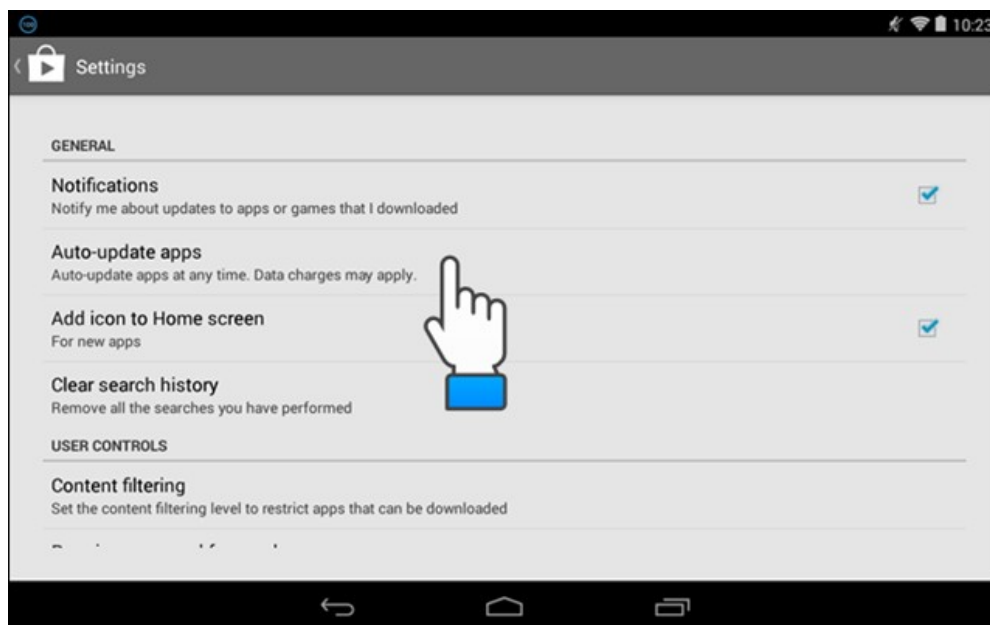 10:23
Settings
GENERAL
Notifications
Notify me about updates to apps or games that I downloaded
Auto-update apps
Auto-update apps at any time. Data charges may apply.
Add icon to Home screen
For new apps
Clear search history
Remove all the searches you have performed
USER CONTROLS
Content filtering
Set the content filtering level to restrict apps that can be downloaded